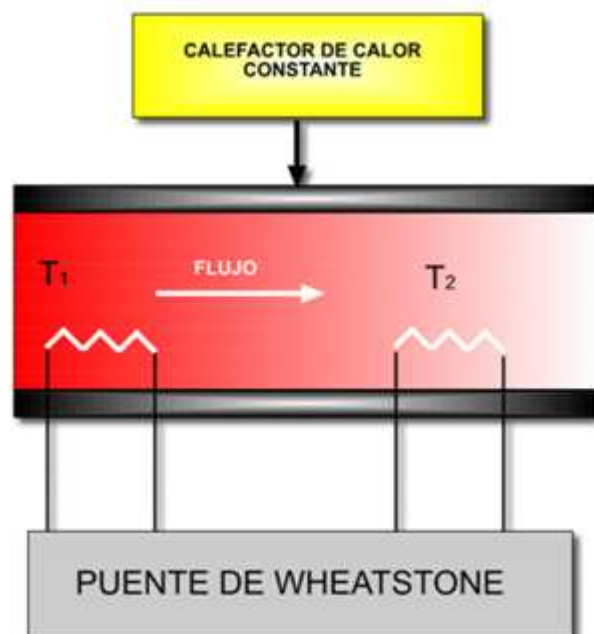 CALEFACTOR DE CALOR
CONSTANTE
T₁
FLUJO
T₂
PUENTE DE WHEATSTONE